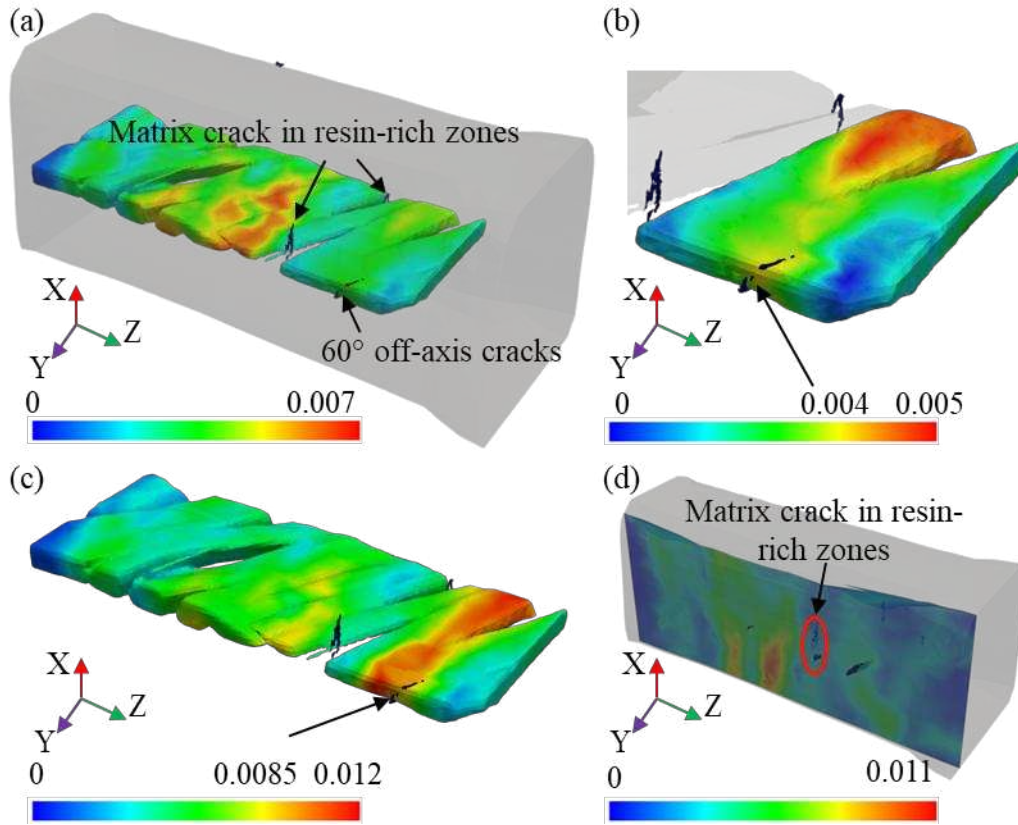 (a)
Matrix crack in resin-rich zones
60° off-axis cracks
X
Z
Y
0 0.007
(b)
X
Z
Y
0 0.004 0.005
(c)
X
Z
Y
0 0.0085 0.012
(d)
Matrix crack in resin-
rich zones
X
Z
Y
0 0.011